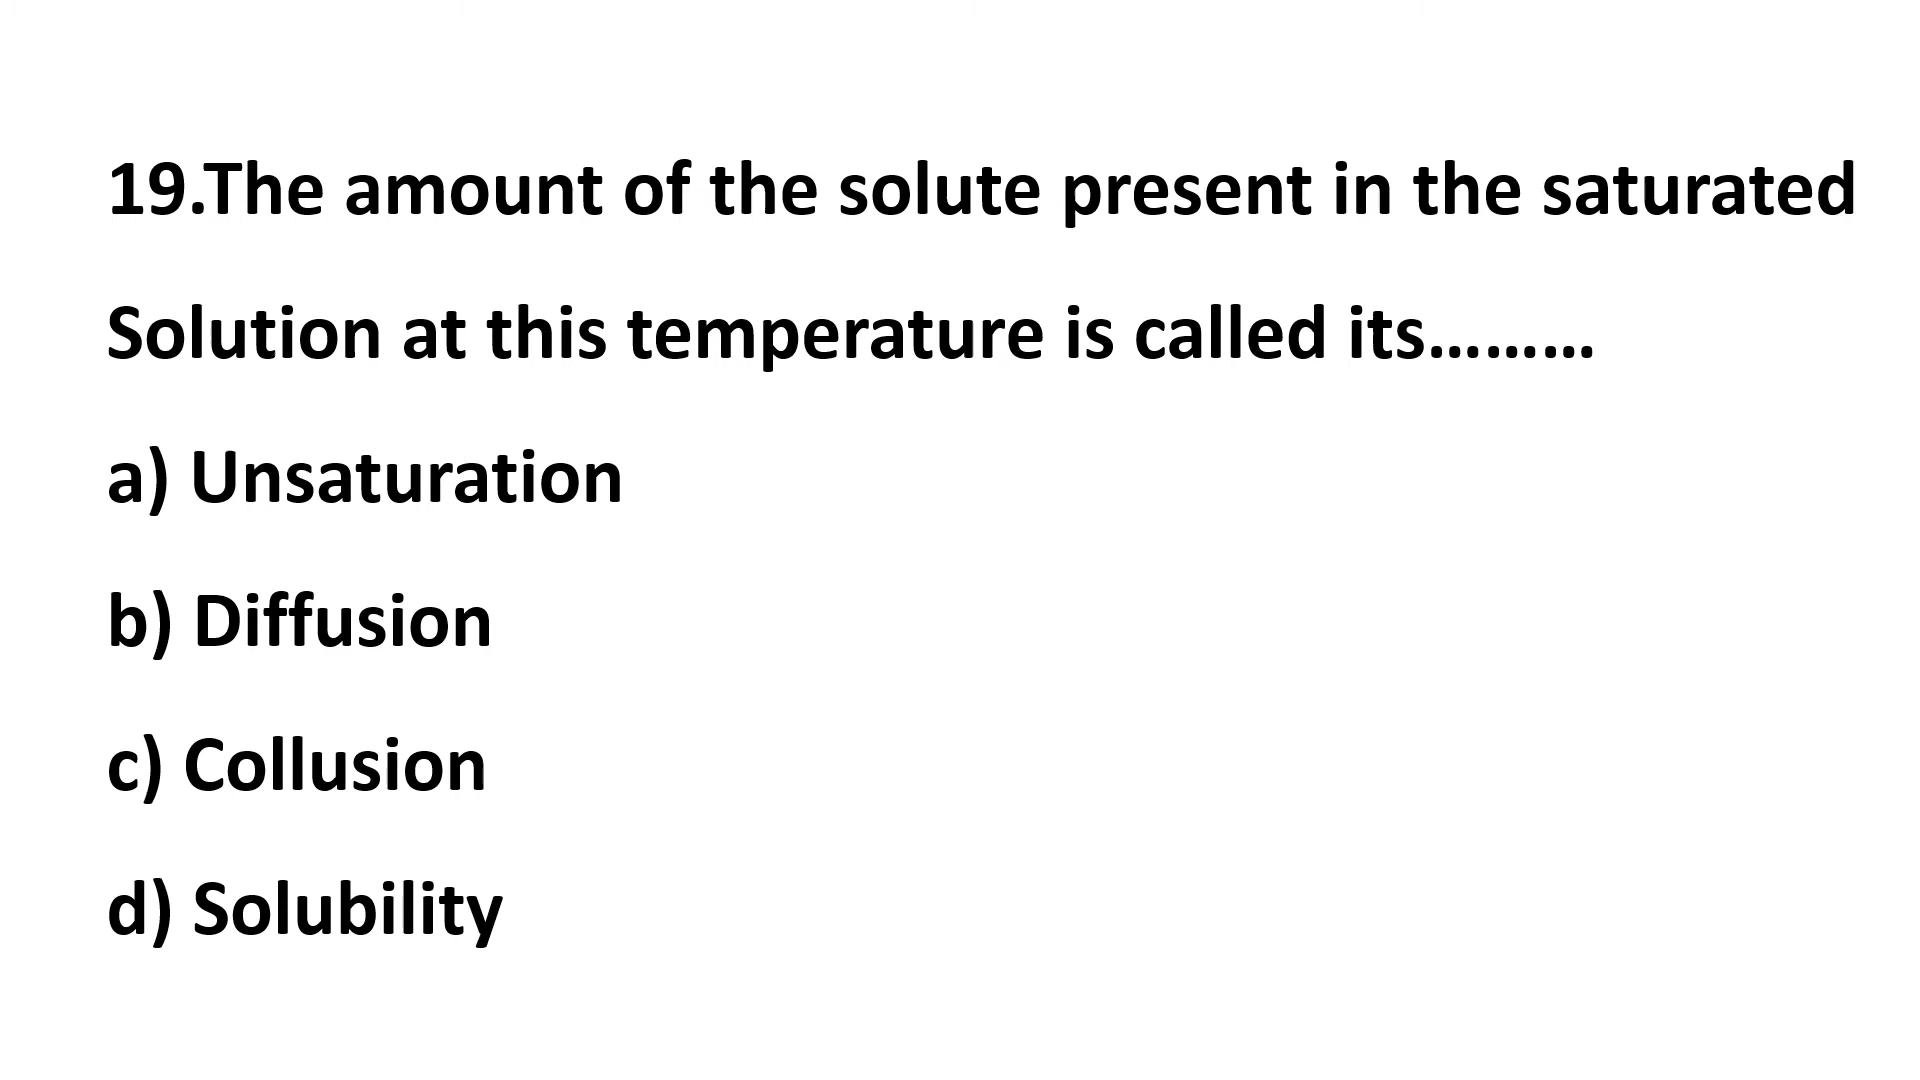 19.The amount of the solute present in the saturated
Solution at this temperature is called its.........
a) Unsaturation
b) Diffusion
c) Collusion
d) Solubility